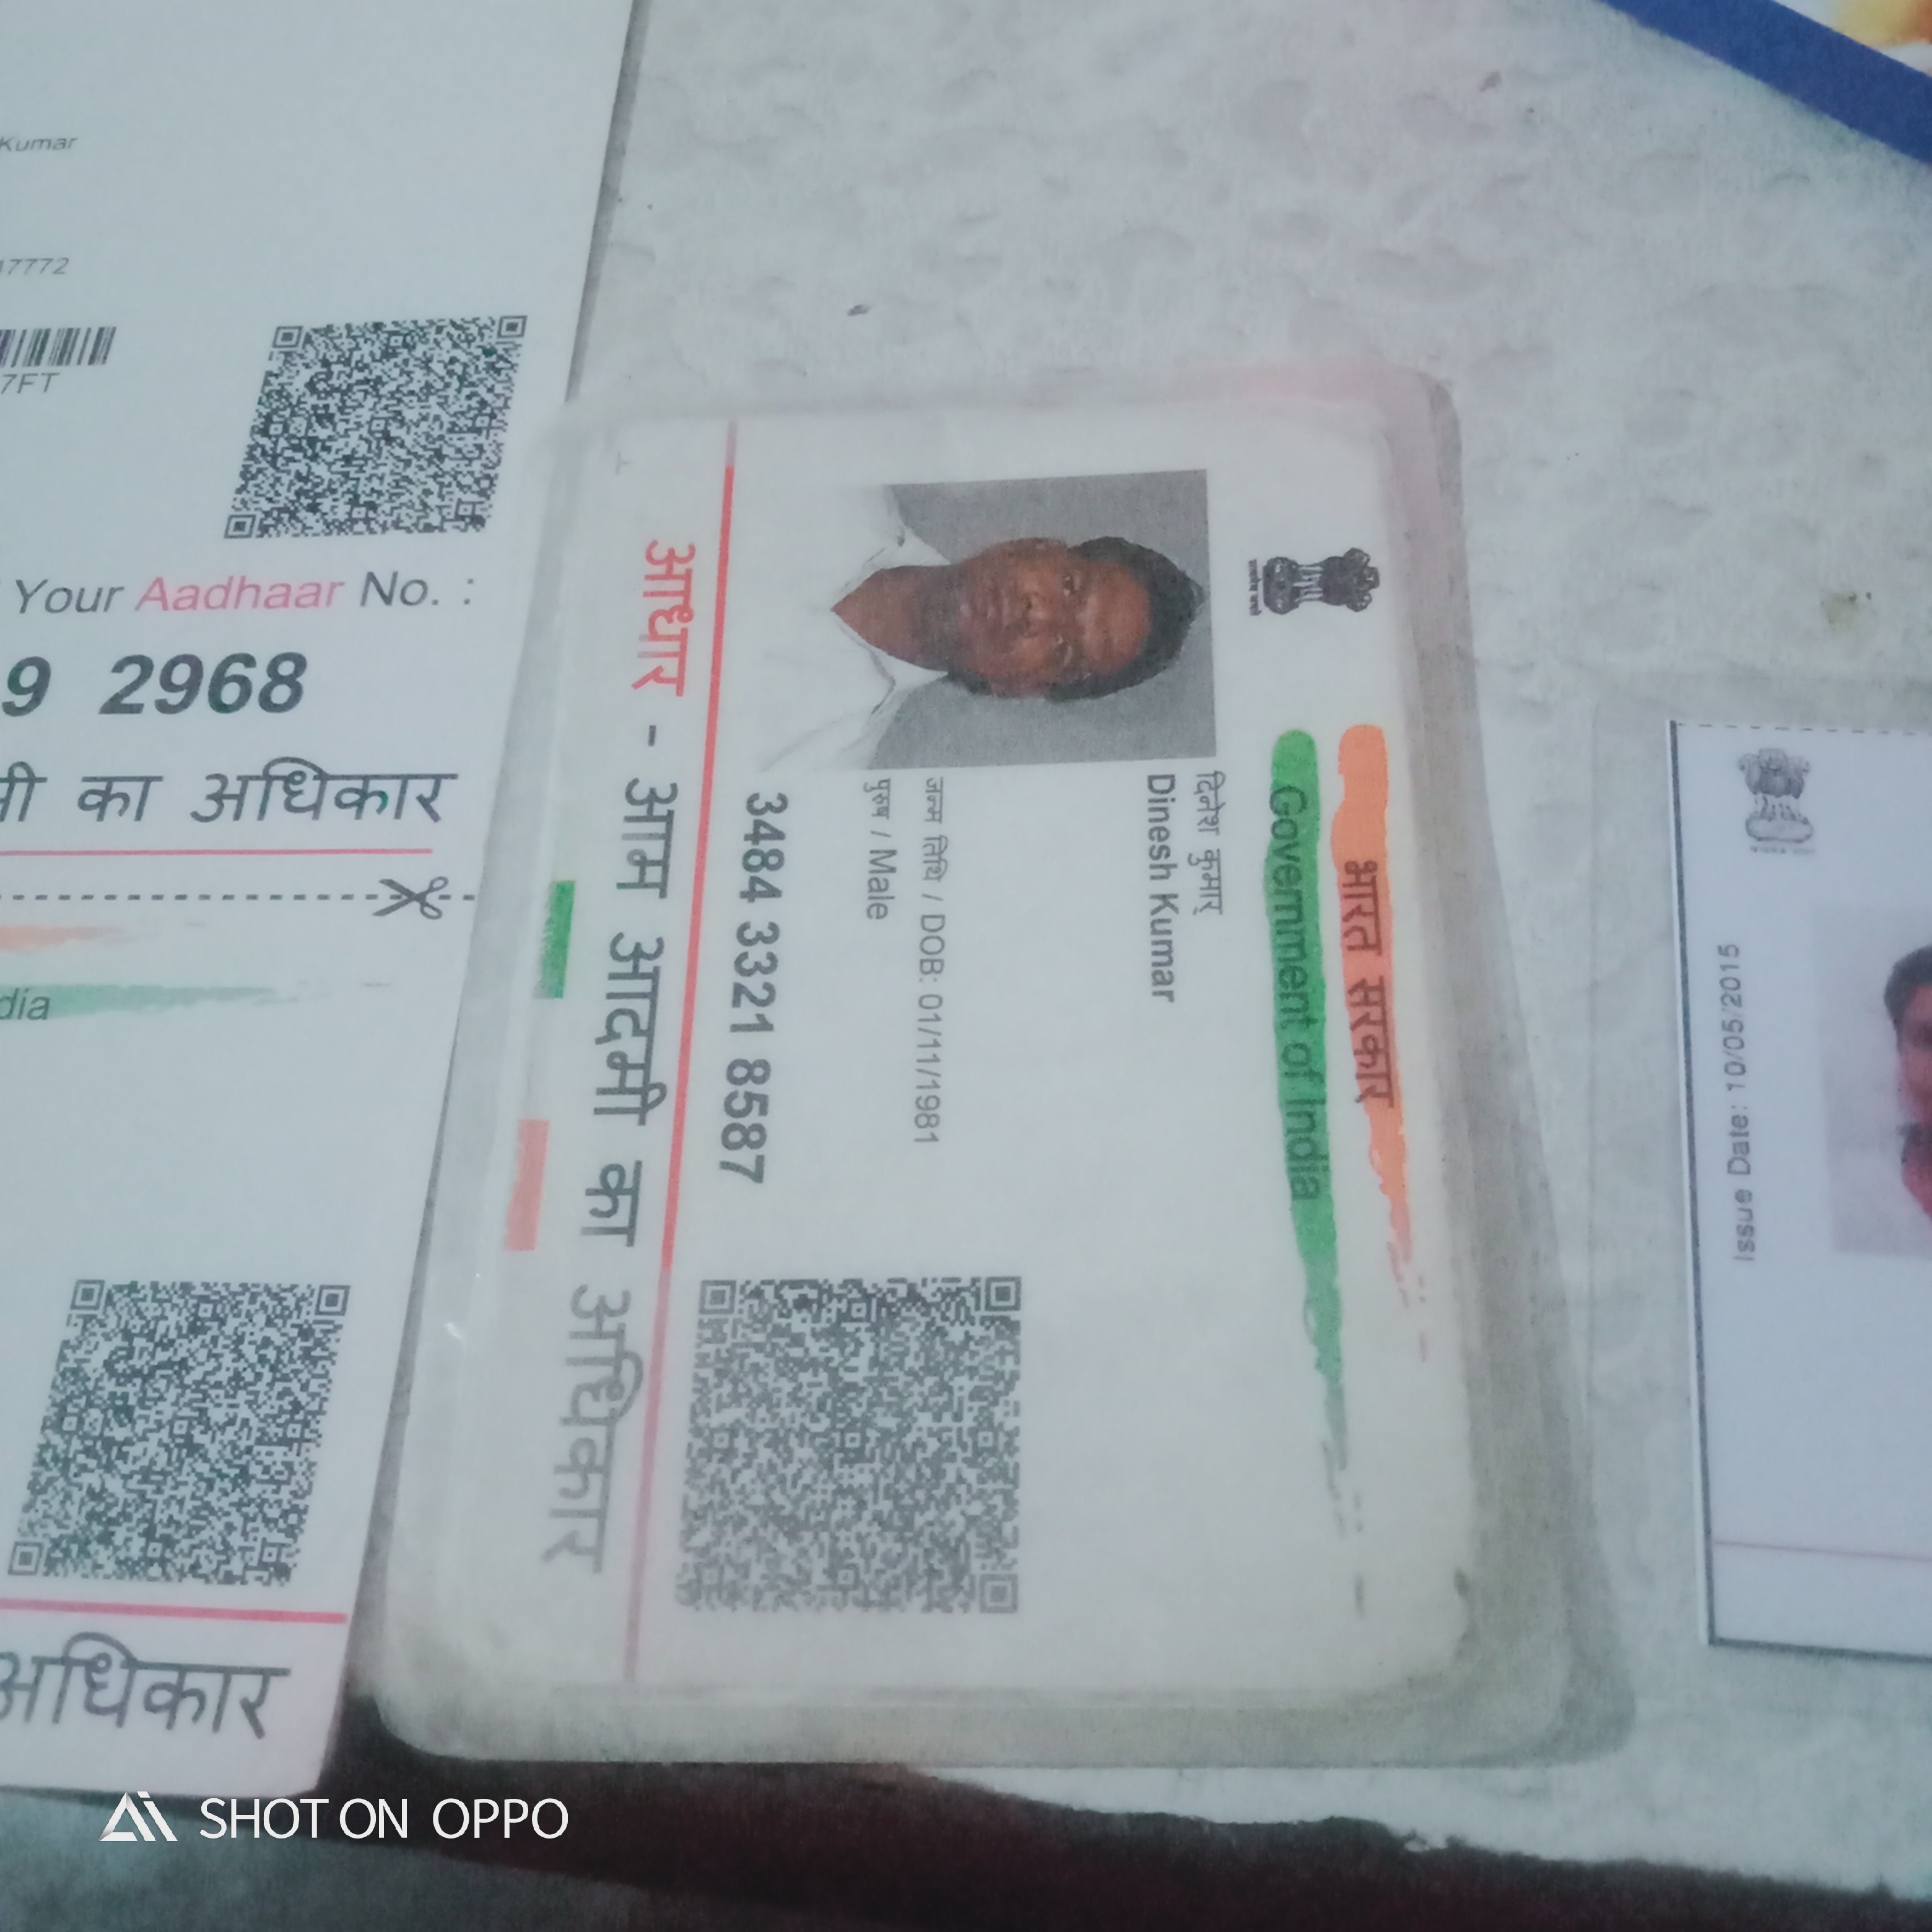 Kumar
7772
7FT
Your Aadhaar No. :
9 2968
का अधिकार
dia
अधिकार
भारत सरकार
Government of India
दिनेश कुमार
Dinesh Kumar
जन्म तिथि / DOB: 01/11/1981
पुरुष / Male
3484 3321 8587
आधार - आम आदमी का अधिकार
Issue Date: 10/05/2015
SHOT ON OPPO